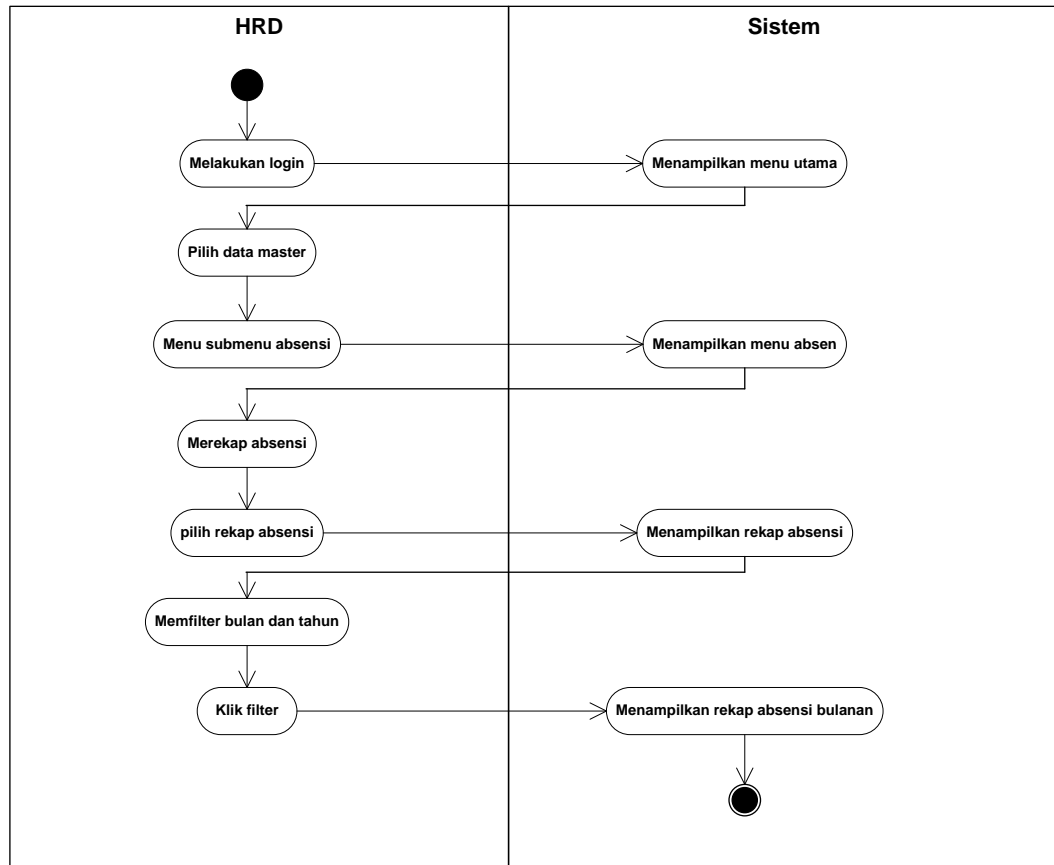 HRD
Sistem
Melakukan login
Menampilkan menu utama
Pilih data master
Menu submenu absensi
Menampilkan menu absen
Merekap absensi
pilih rekap absensi
Menampilkan rekap absensi
Memfilter bulan dan tahun
Klik filter
Menampilkan rekap absensi bulanan